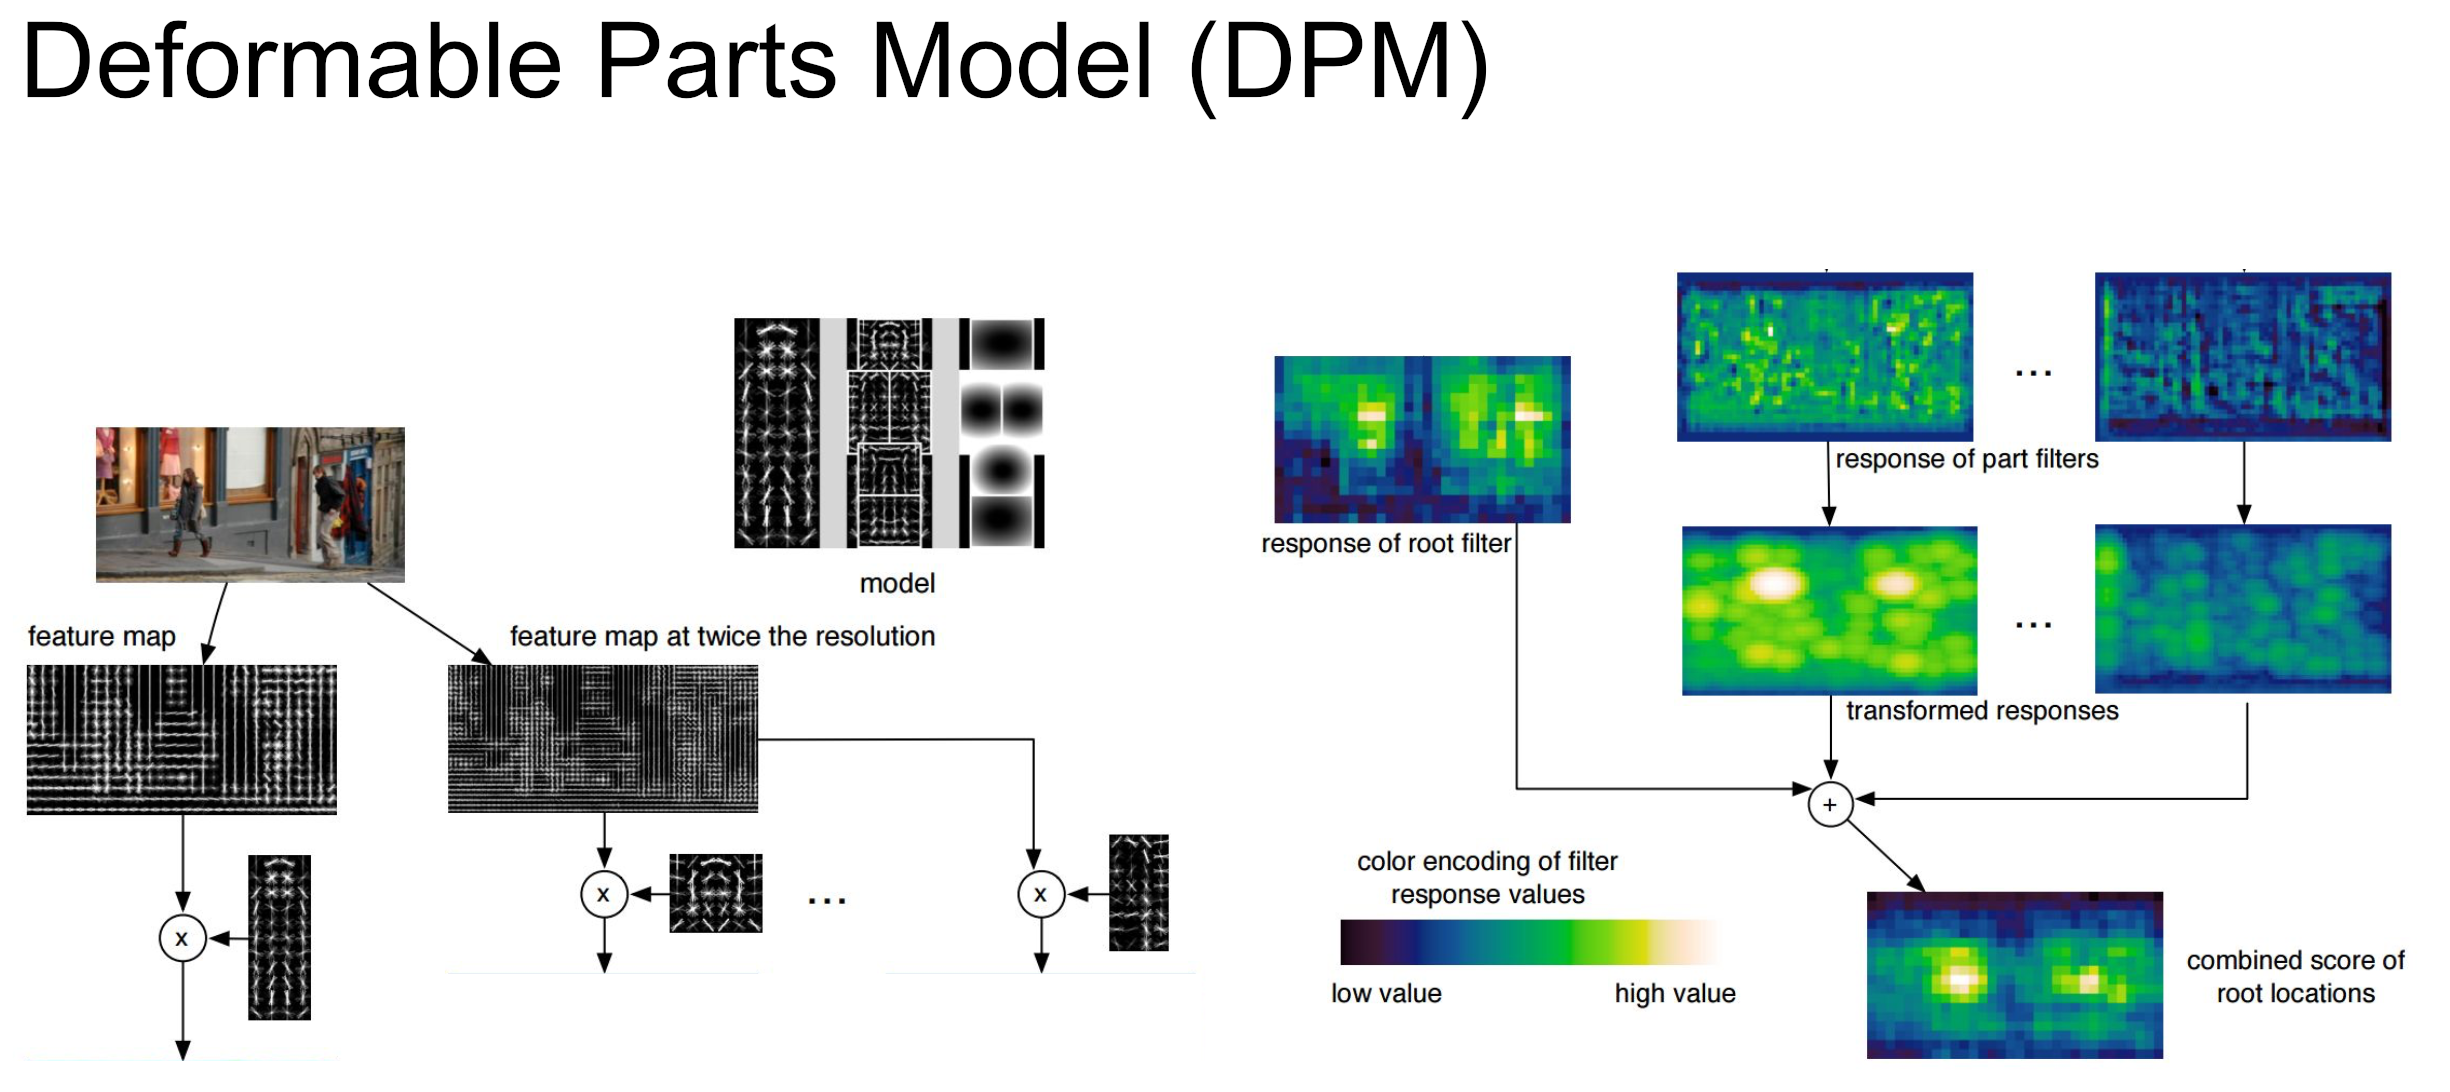 Deformable Parts Model (DPM)
model
feature map
feature map at twice the resolution
x
x
...
x
response of root filter
...
response of part filters
...
transformed responses
+
color encoding of filter
response values
low value
high value
combined score of
root locations